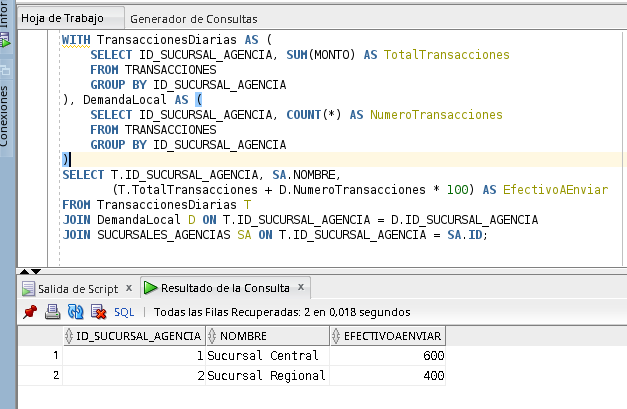 Infor
Conexiones
Hoja de Trabajo Generador de Consultas
WITH TransaccionesDiarias AS (
SELECT ID_SUCURSAL_AGENCIA, SUM(MONTO) AS TotalTransacciones
FROM TRANSACCIONES
GROUP BY ID_SUCURSAL_AGENCIA
), DemandaLocal AS (
SELECT ID_SUCURSAL_AGENCIA, COUNT(*) AS NumeroTransacciones
FROM TRANSACCIONES
GROUP BY ID_SUCURSAL_AGENCIA
)
SELECT T.ID_SUCURSAL_AGENCIA, SA.NOMBRE,
(T.TotalTransacciones + D.NumeroTransacciones * 100) AS EfectivoAEnviar
FROM TransaccionesDiarias T
JOIN DemandaLocal D ON T.ID_SUCURSAL_AGENCIA = D.ID_SUCURSAL_AGENCIA
JOIN SUCURSALES_AGENCIAS SA ON T.ID_SUCURSAL_AGENCIA = SA.ID;
Salida de Script x Resultado de la Consulta x
SQL | Todas las Filas Recuperadas: 2 en 0,018 segundos
ID_SUCURSAL_AGENCIA NOMBRE EFECTIVOAENVIAR
1 1 Sucursal Central 600
2 2 Sucursal Regional 400